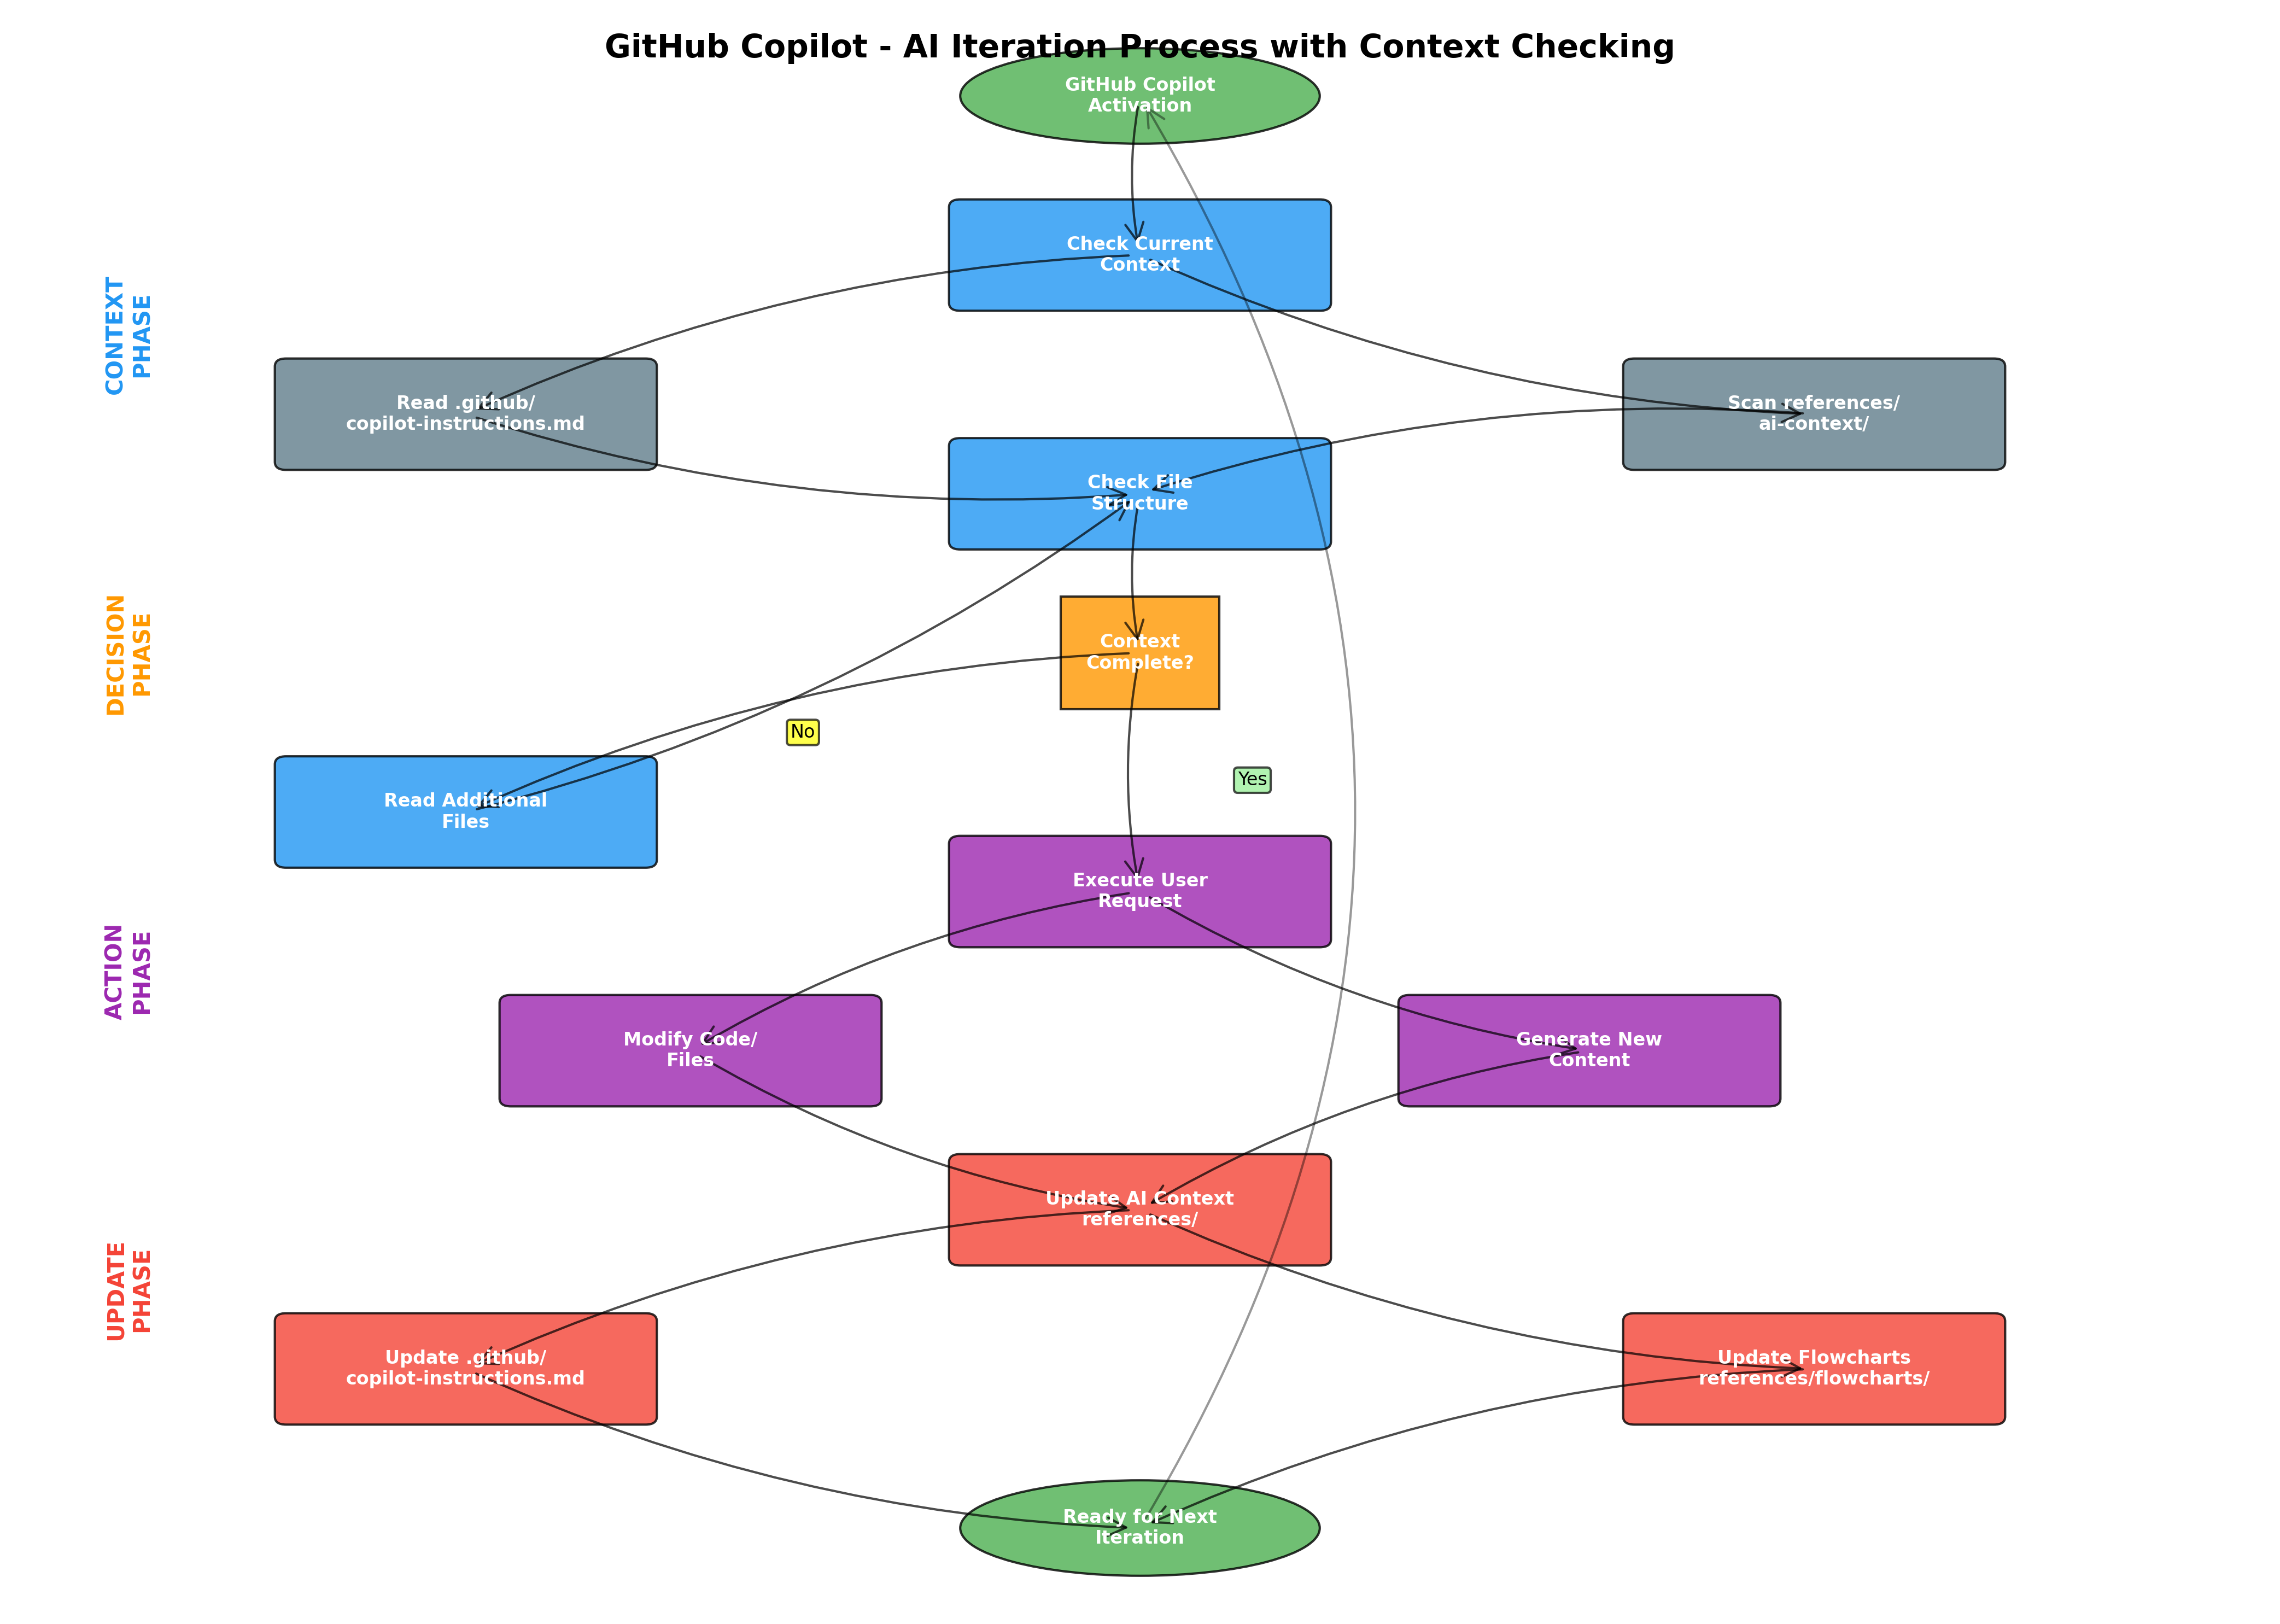 GitHub Copilot - AI Iteration Process with Context Checking
GitHub Copilot
Activation
Check Current
Context
CONTEXT
PHASE
Read .github/
copilot-instructions.md
Scan references/
ai-context/
Check File
Structure
DECISION
PHASE
Context
Complete?
No
Yes
Read Additional
Files
Execute User
Request
ACTION
PHASE
Modify Code/
Files
Generate New
Content
Update AI Context
references/
UPDATE
PHASE
Update .github/
copilot-instructions.md
Update Flowcharts
references/flowcharts/
Ready for Next
Iteration